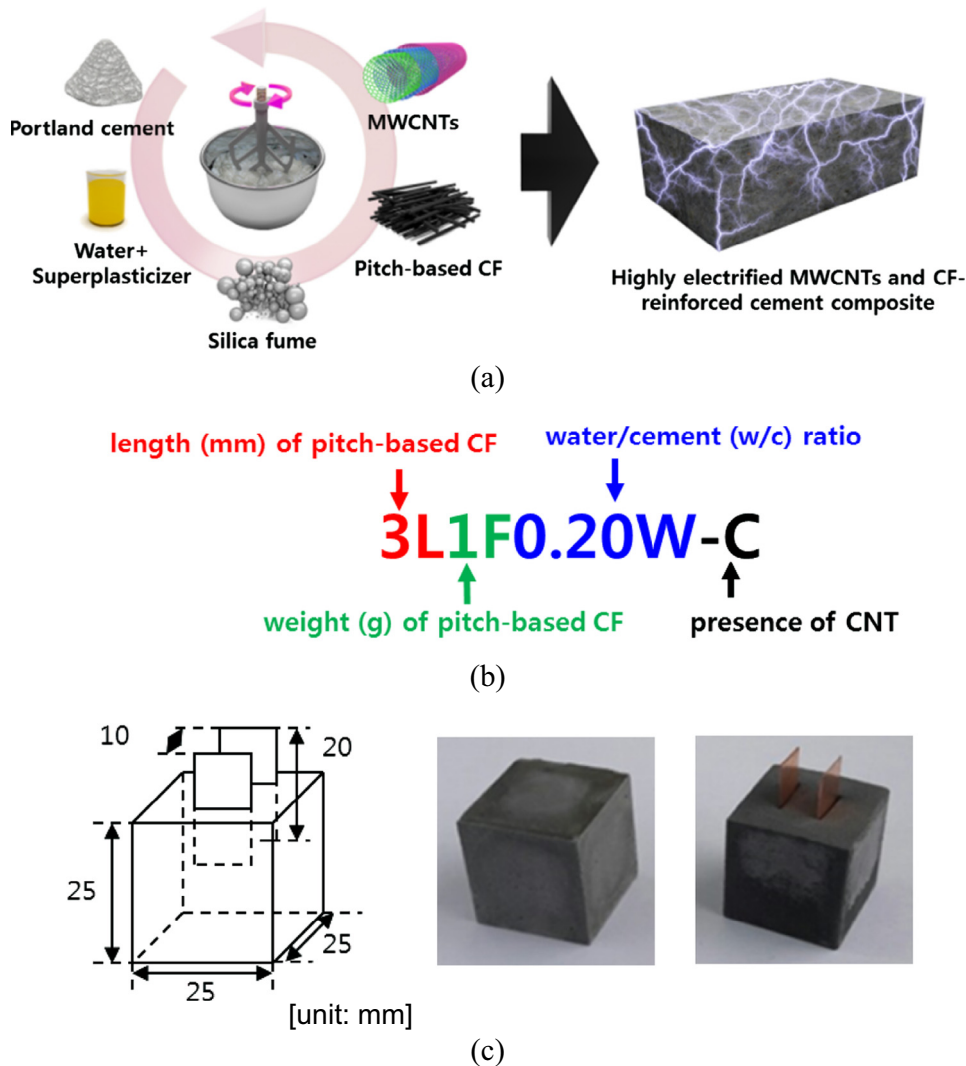 Portland cement
MWCNTs
Water+
Superplasticizer
Pitch-based CF
Silica fume
Highly electrified MWCNTs and CF-
reinforced cement composite
(a)
length (mm) of pitch-based CF
water/cement (w/c) ratio
3L1F0.20W-C
weight (g) of pitch-based CF
presence of CNT
(b)
10
20
25
25
25
[unit: mm]
(c)